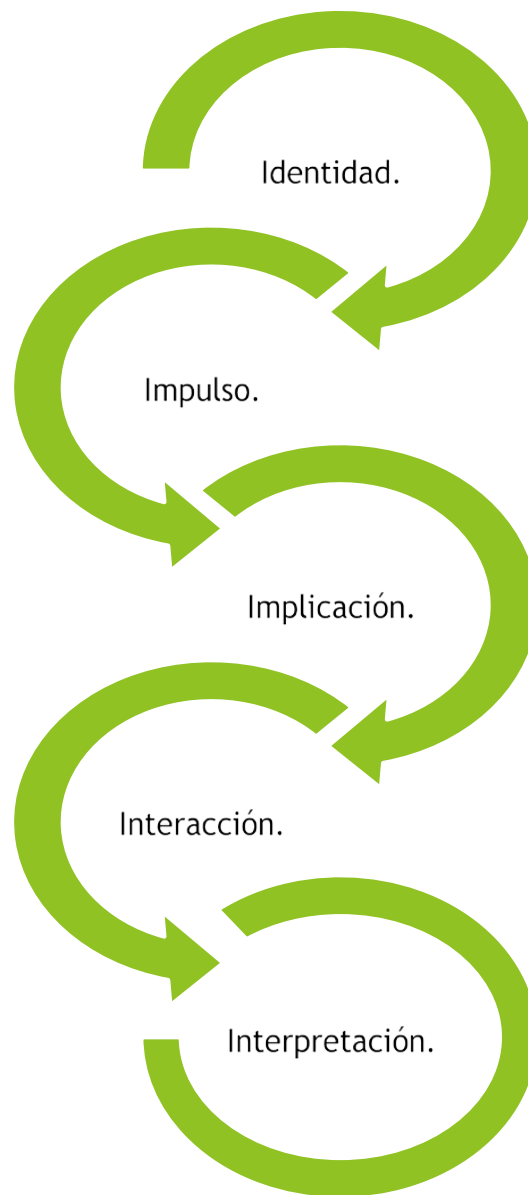 Identidad.
Impulso.
Implicación.
Interacción.
Interpretación.